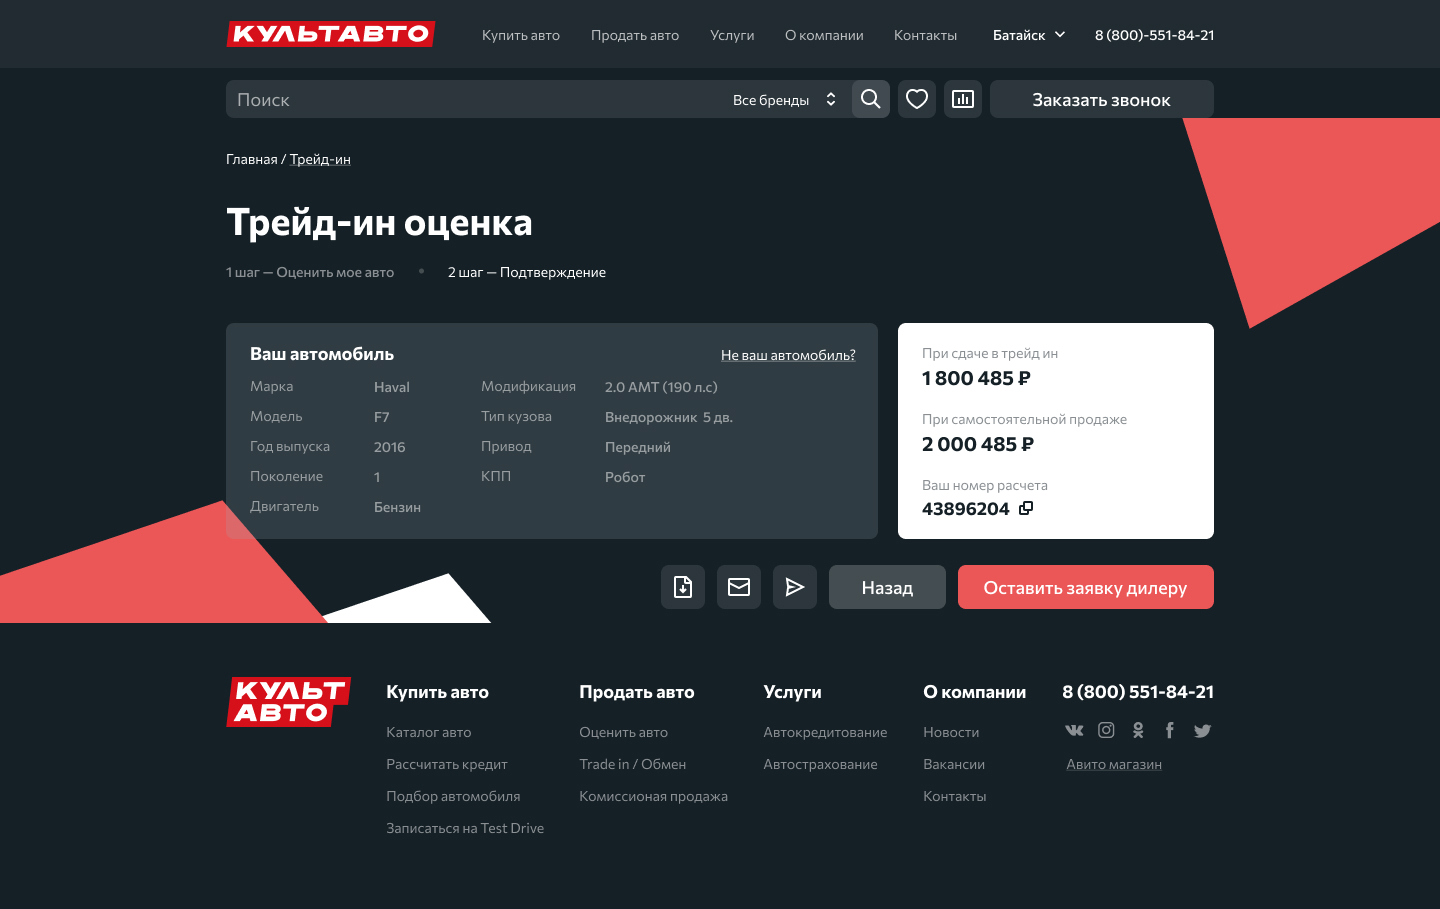 КУЛЬТАВТО
Купить авто Продать авто Услуги О компании Контакты Батайск 8 (800)-551-84-21
Поиск Все бренды Заказать звонок
Главная / Трейд-ин
Трейд-ин оценка
1 шаг — Оценить мое авто • 2 шаг — Подтверждение
Ваш автомобиль Не ваш автомобиль?
Марка Haval Модификация 2.0 AMT (190 л.с)
Модель F7 Тип кузова Внедорожник 5 дв.
Год выпуска 2016 Привод Передний
Поколение 1 КПП Робот
Двигатель Бензин
При сдаче в трейд ин
1 800 485 ₽
При самостоятельной продаже
2 000 485 ₽
Ваш номер расчета
43896204
Назад Оставить заявку дилеру
КУЛЬТ
АВТО
Купить авто
Каталог авто
Рассчитать кредит
Подбор автомобиля
Записаться на Test Drive
Продать авто
Оценить авто
Trade in / Обмен
Комиссионая продажа
Услуги
Автокредитование
Автострахование
О компании
Новости
Вакансии
Контакты
8 (800) 551-84-21
Авито магазин